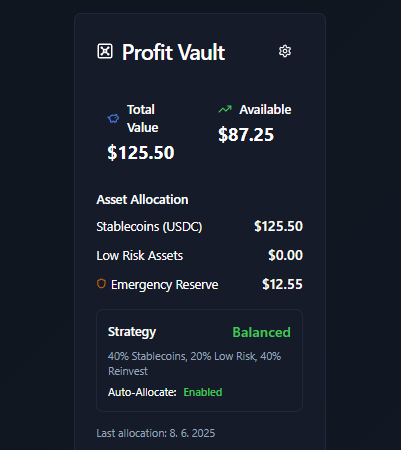 Profit Vault
Total
Value
$125.50
Available
$87.25
Asset Allocation
Stablecoins (USDC) $125.50
Low Risk Assets $0.00
Emergency Reserve $12.55
Strategy Balanced
40% Stablecoins, 20% Low Risk, 40%
Reinvest
Auto-Allocate: Enabled
Last allocation: 8. 6. 2025